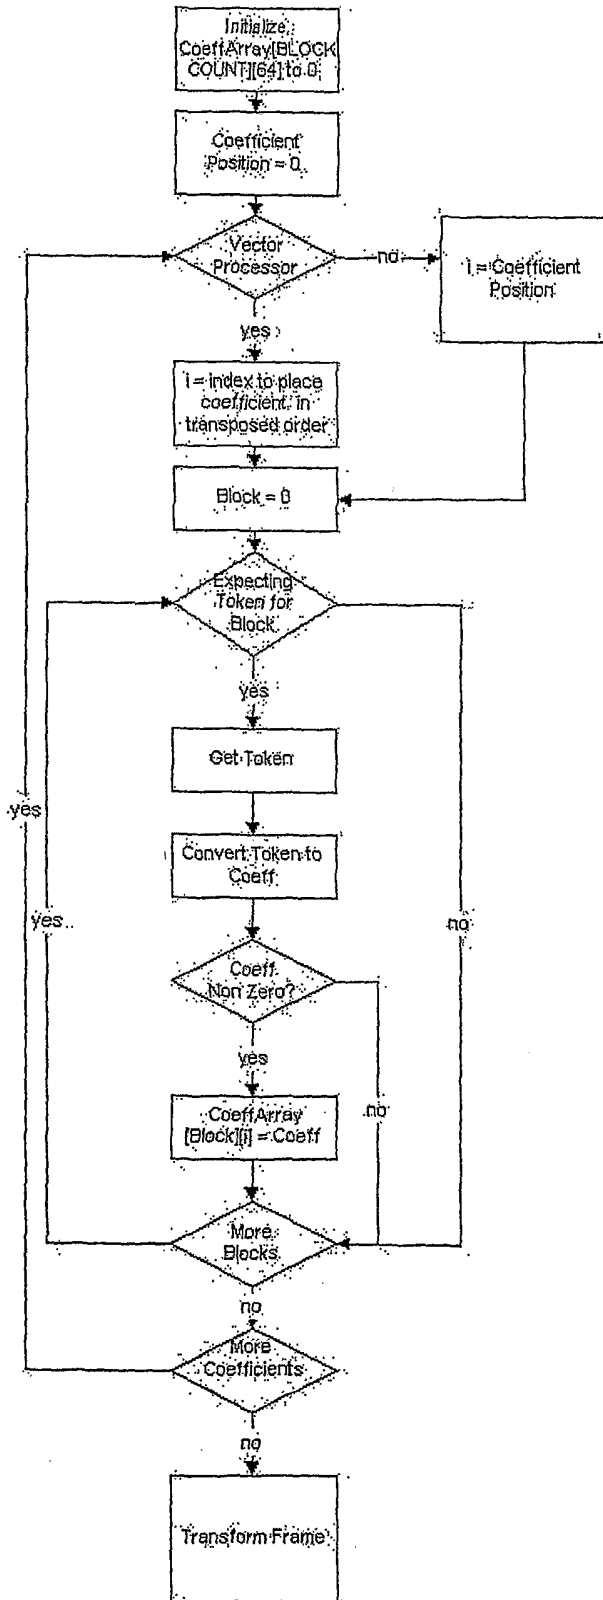 Initialize
CoeffArray[BLOCK
COUNT][64] to 0
Coefficient
Position = 0
Vector
Processor
no
i = Coefficient
Position
yes
i = index to place
coefficient in
transposed order
Block = 0
Expecting
Token for
Block
yes
Get Token
yes
Convert Token to
Coeff
yes
no
Coeff
Non Zero?
yes
CoeffArray
[Block][i] = Coeff
no
More
Blocks
no
More
Coefficients
no
Transform Frame